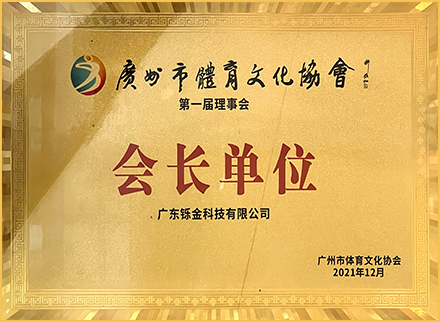 廣州市體育文化協會
第一届理事会
会长单位
广东铄金科技有限公司
广州市体育文化协会
2021年12月